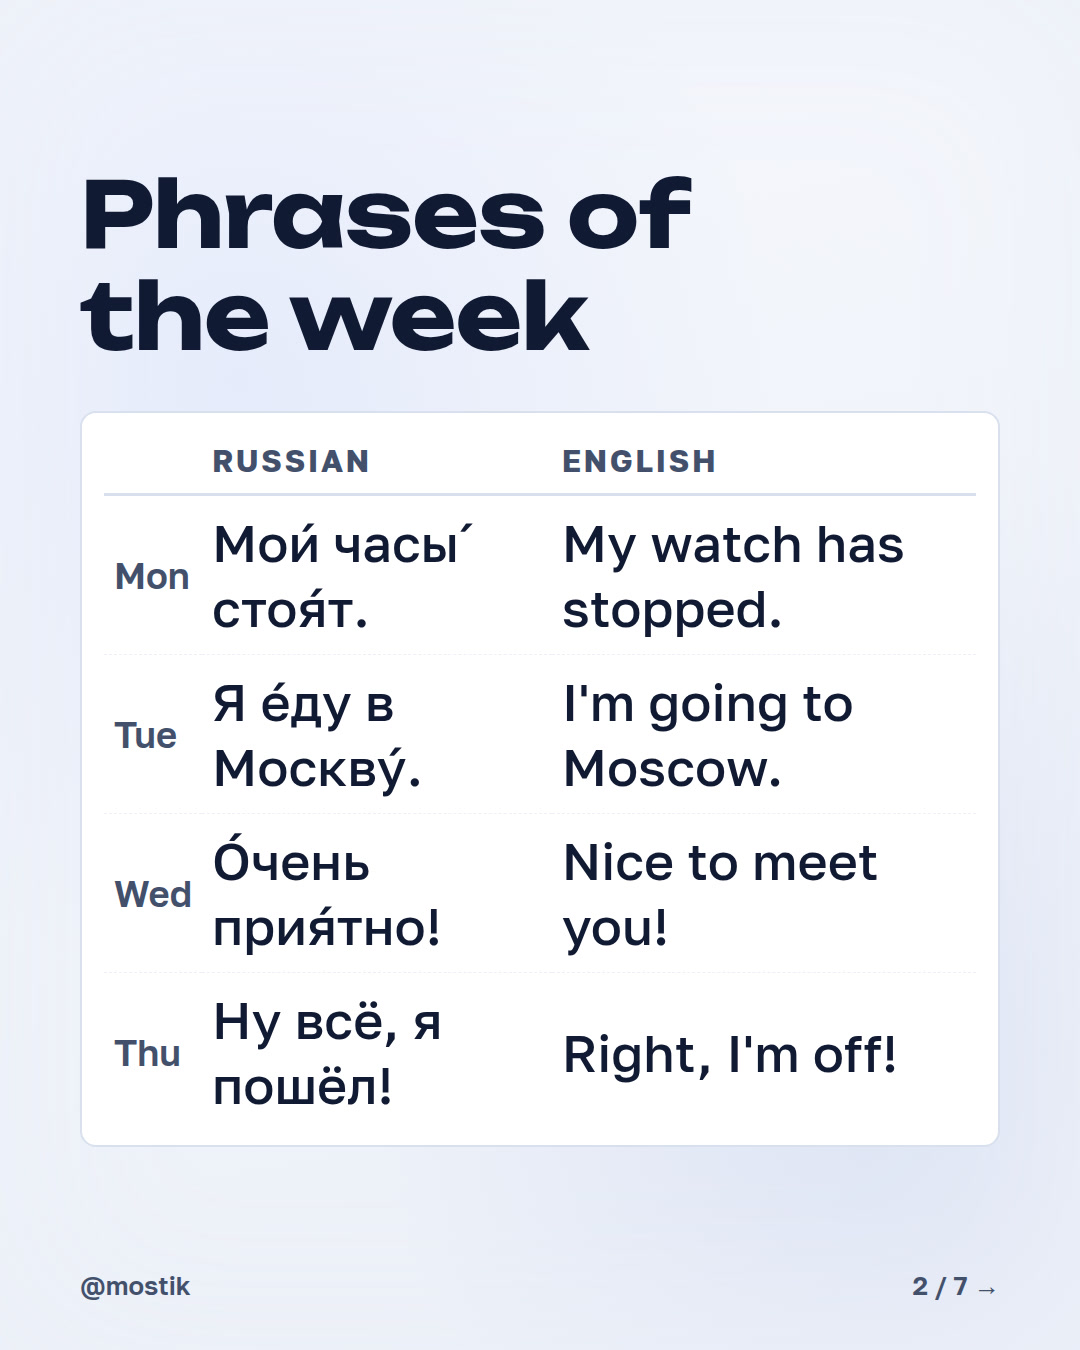 Phrases of
the week
RUSSIAN ENGLISH
Mon Мои́ часы́ стоя́т. My watch has stopped.
Tue Я е́ду в Москву́. I'm going to Moscow.
Wed О́чень прия́тно! Nice to meet you!
Thu Ну всё, я пошёл! Right, I'm off!
@mostik 2 / 7 →